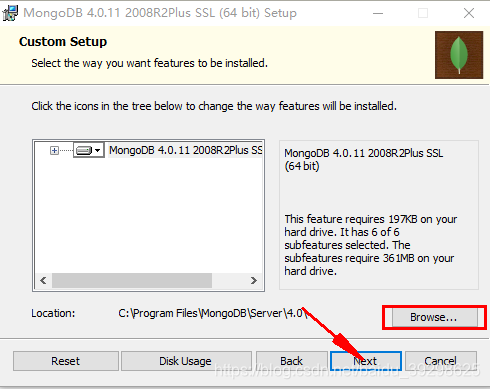 MongoDB 4.0.11 2008R2Plus SSL (64 bit) Setup
Custom Setup
Select the way you want features to be installed.
Click the icons in the tree below to change the way features will be installed.
MongoDB 4.0.11 2008R2Plus SS
MongoDB 4.0.11 2008R2Plus SSL
(64 bit)
This feature requires 197KB on your
hard drive. It has 6 of 6
subfeatures selected. The
subfeatures require 361MB on your
hard drive.
Location: C:\Program Files\MongoDB\Server\4.0\
Browse...
Reset Disk Usage Back Next Cancel
https://blog.csdn.net/baidu_39298625